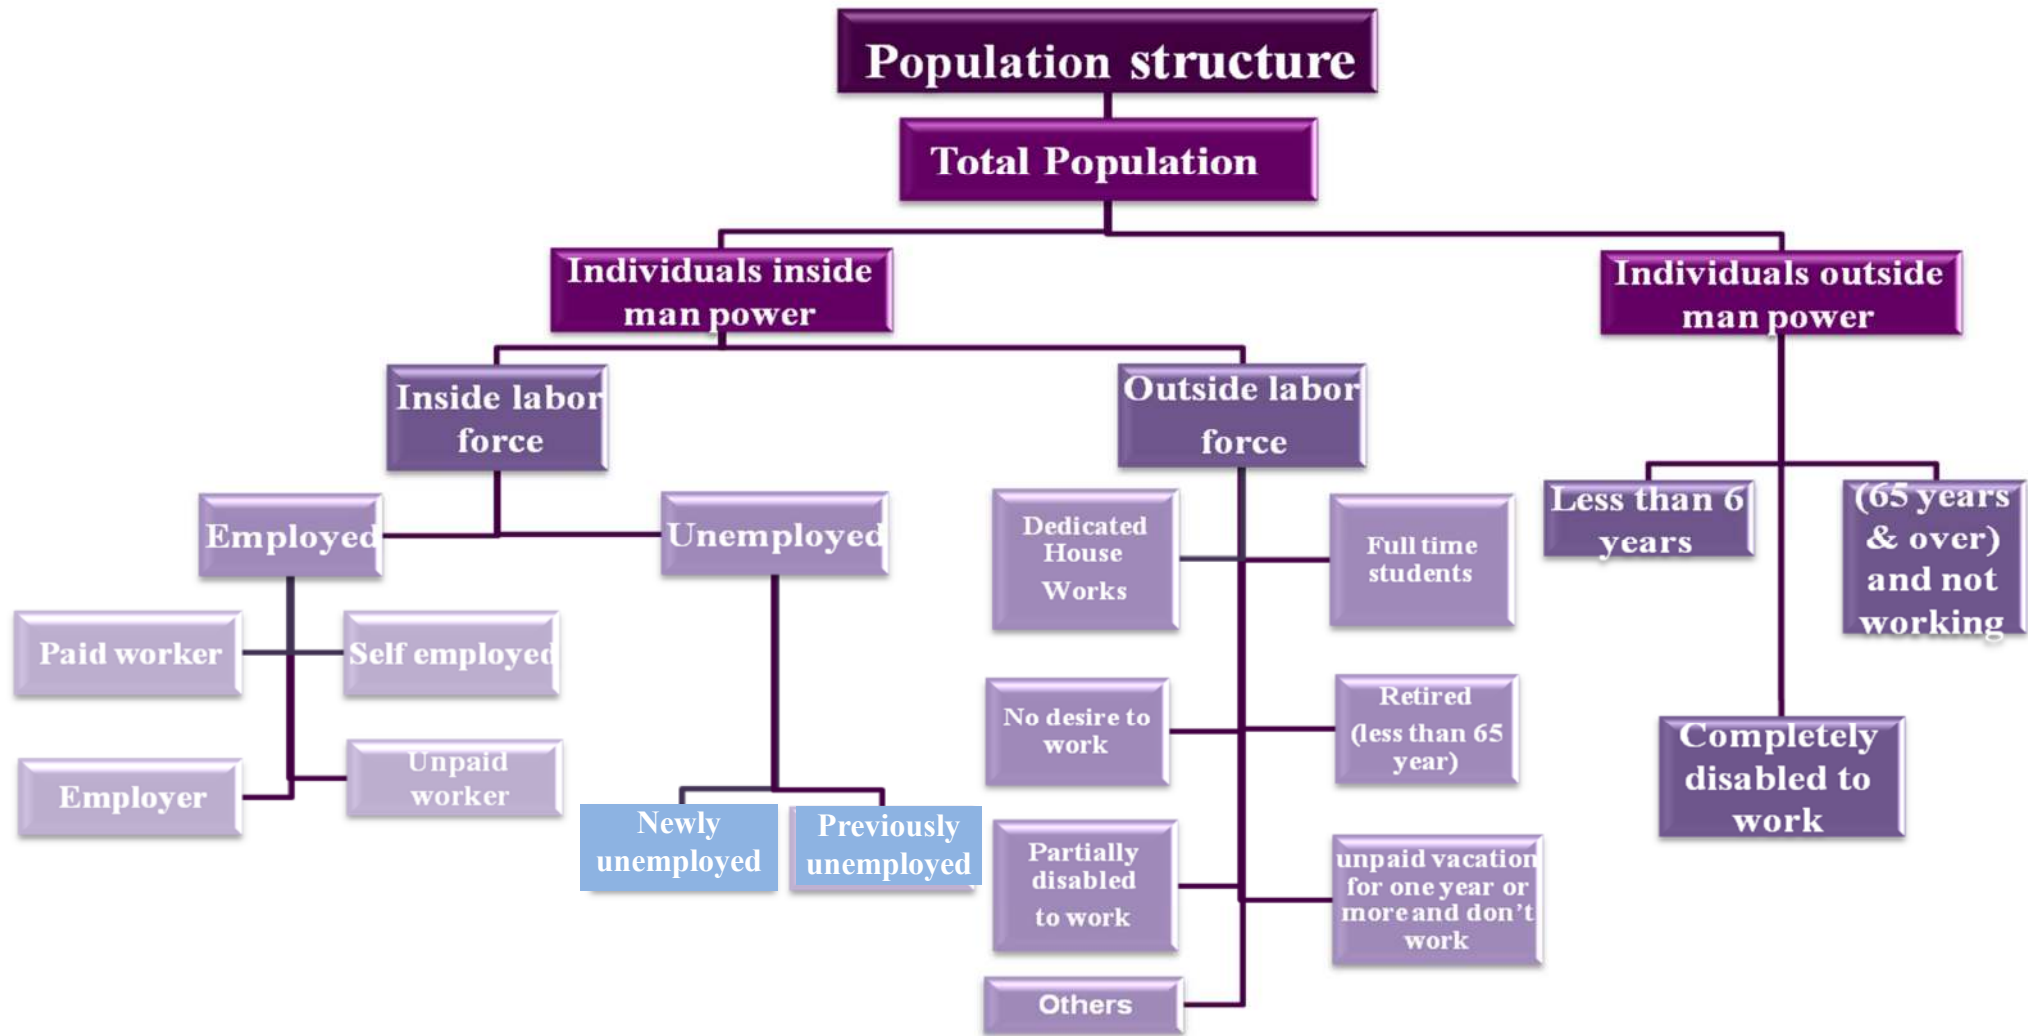 Population structure
Total Population
Individuals inside
man power
Individuals outside
man power
Inside labor
force
Outside labor
force
Employed
Unemployed
Dedicated
House
Works
Full time
students
Less than 6
years
(65 years
& over)
and not
working
Paid worker
Self employed
No desire to
work
Retired
(less than 65
year)
Completely
disabled to
work
Employer
Unpaid
worker
Newly
unemployed
Previously
unemployed
Partially
disabled
to work
unpaid vacation
for one year or
more and don't
work
Others